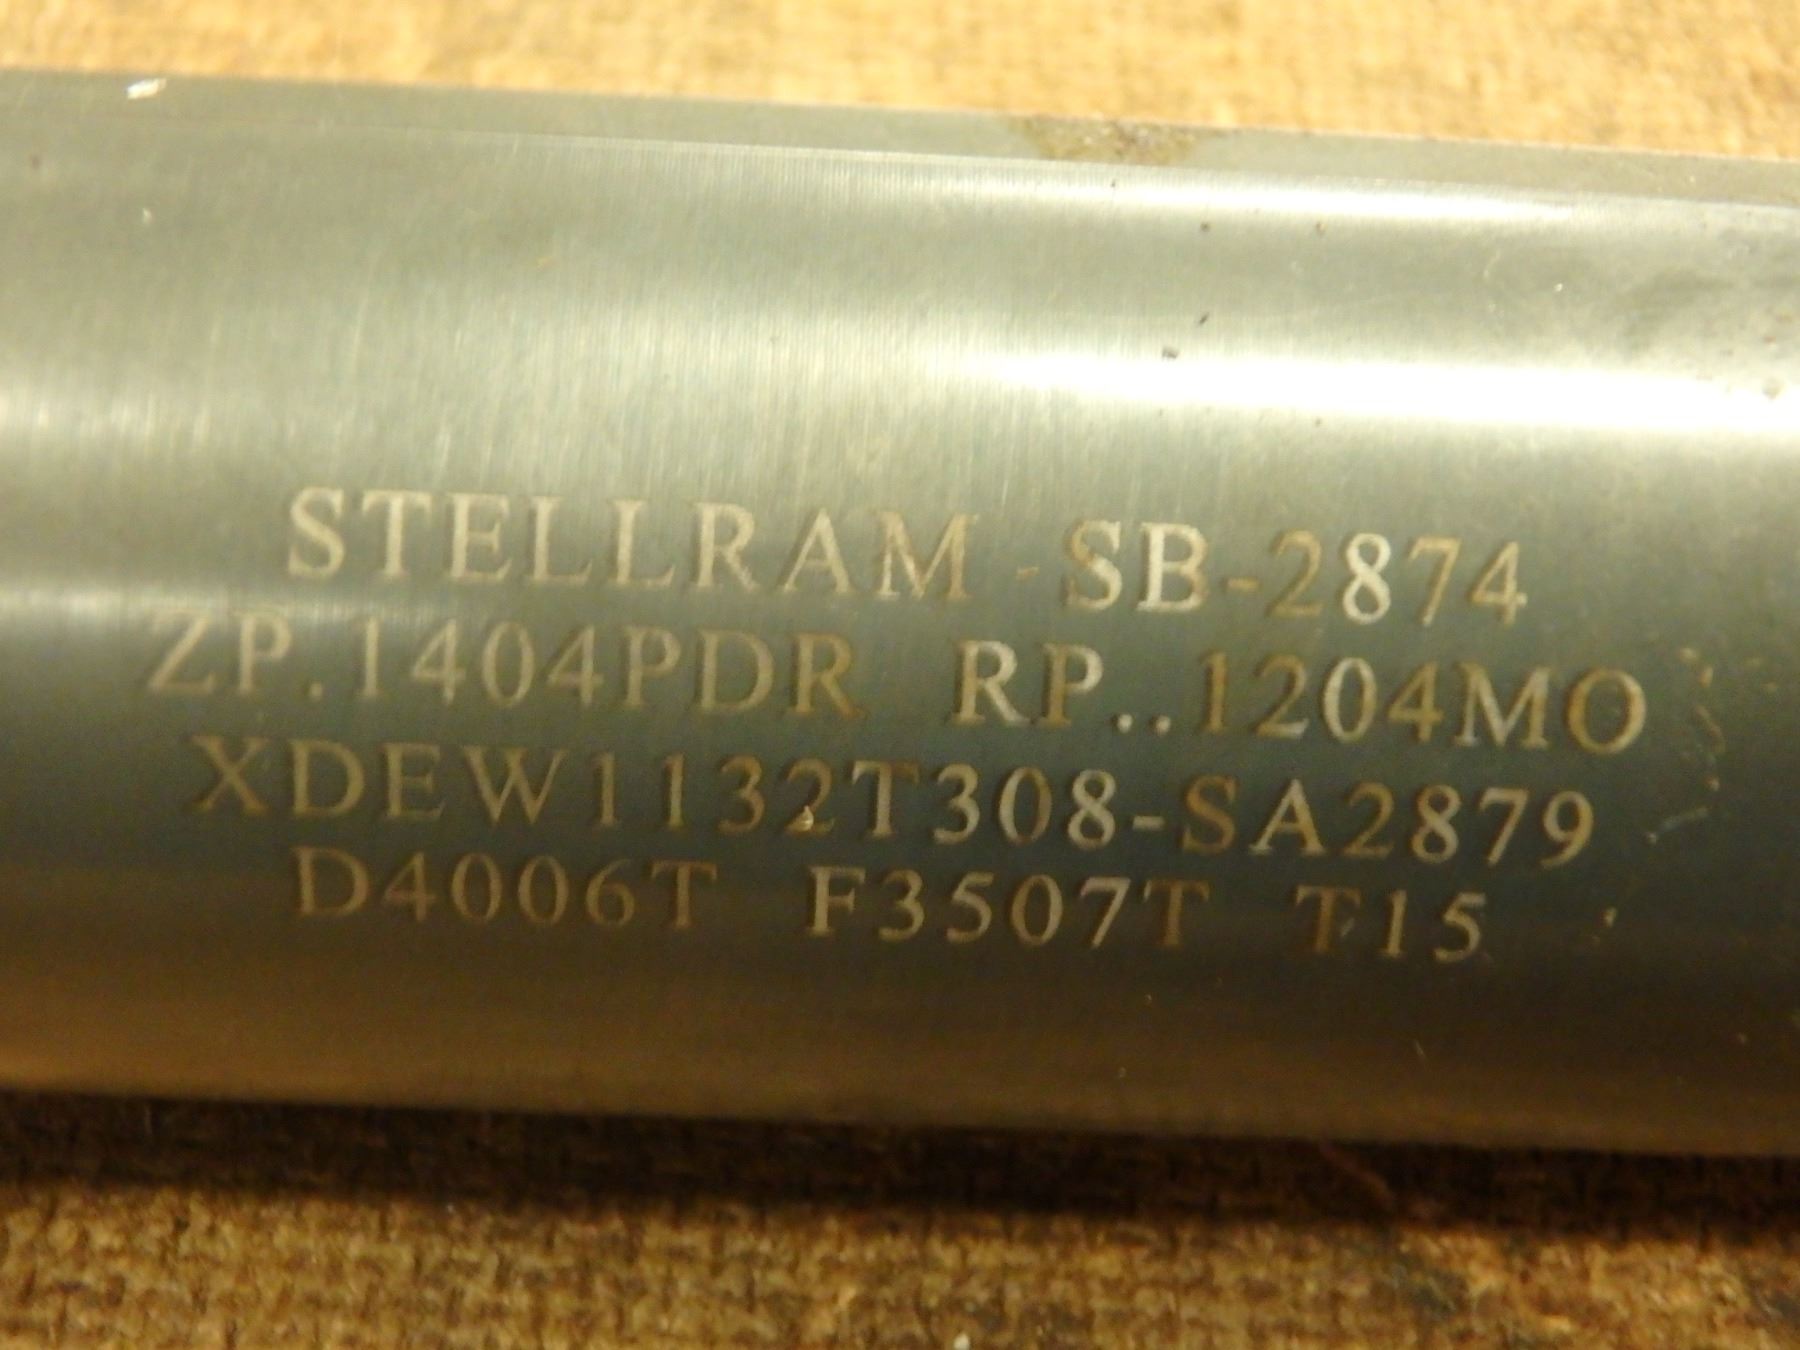 STELLRAM - SB-2874
ZP.1404PDR RP..1204MO
XDEW1132T308-SA2879
D4006T F3507T T15